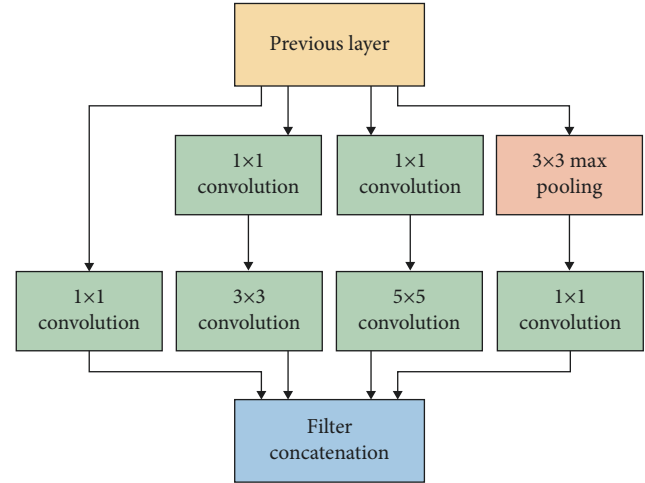 Previous layer
1×1
convolution
1×1
convolution
3×3 max
pooling
1×1
convolution
3×3
convolution
5×5
convolution
1×1
convolution
Filter
concatenation